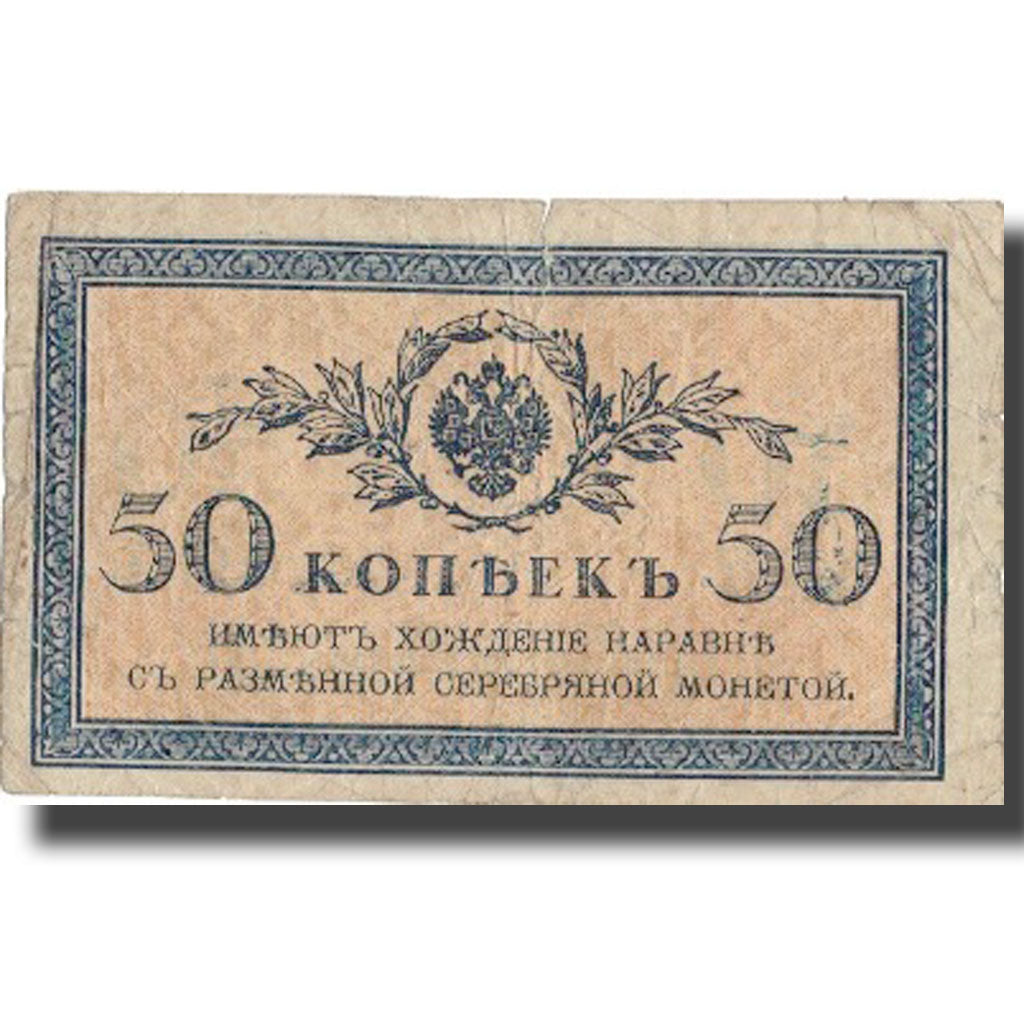 50 КОПѢЕКЪ 50
ИМѢЮТЪ ХОЖДЕНІЕ НАРАВНѢ
СЪ РАЗМѢННОЙ СЕРЕБРЯНОЙ МОНЕТОЙ.